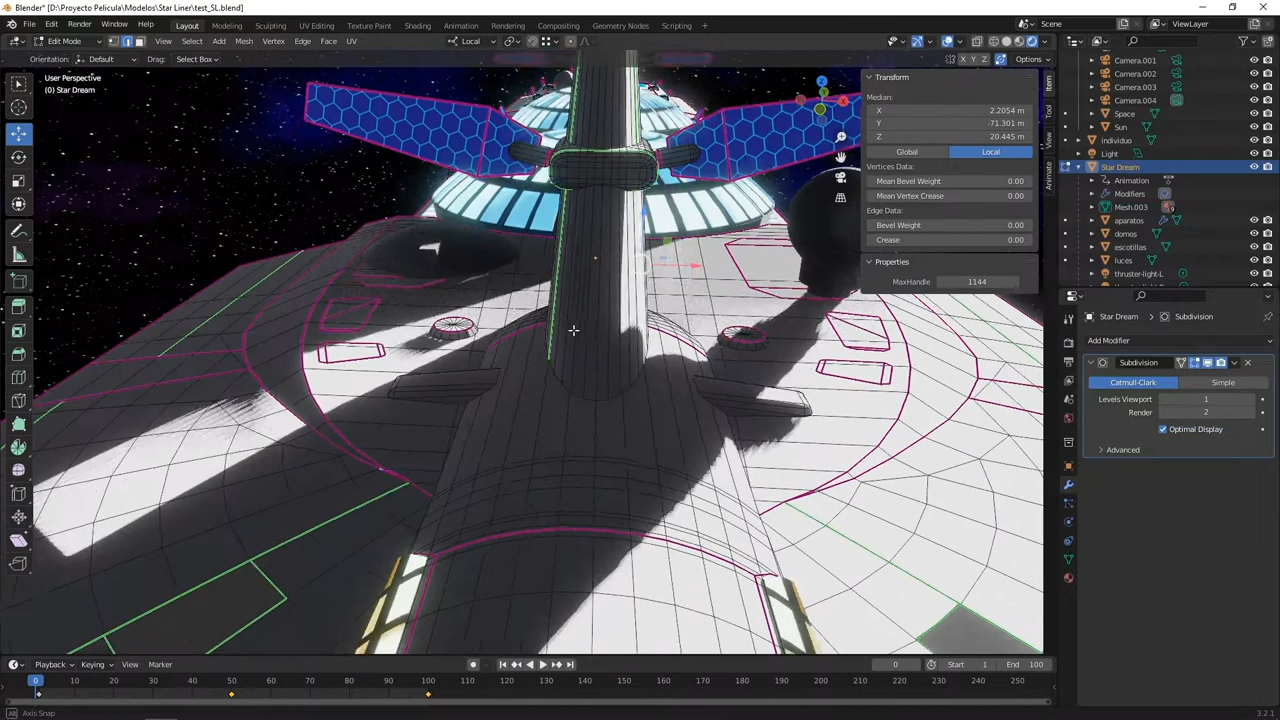 Blender* [D:\Proyecto Pelicula\Modelos\Star Liner\test_SL.blend]
File Edit Render Window Help Layout Modeling Sculpting UV Editing Texture Paint Shading Animation Rendering Compositing Geometry Nodes Scripting + Scene ViewLayer
Edit Mode View Select Add Mesh Vertex Edge Face UV Local
Orientation: Default Drag: Select Box X Y Z Options
User Perspective
(0) Star Dream
Transform
Median:
X 2.2054 m
Y -71.301 m
Z 20.445 m
Global Local
Vertices Data:
Mean Bevel Weight 0.00
Mean Vertex Crease 0.00
Edge Data:
Bevel Weight 0.00
Crease 0.00
Properties
MaxHandle 1144
Item
Tool
View
Animate
Camera.001
Camera.002
Camera.003
Camera.004
Space
Sun
Individuo
Light
Star Dream
Animation
Modifiers
Mesh.003
aparatos
domos
escotillas
luces
thruster-light-L
Star Dream > Subdivision
Add Modifier
Subdivision
Catmull-Clark Simple
Levels Viewport 1
Render 2
Optimal Display
Advanced
Playback Keying View Marker 0 Start 1 End 100
0 10 20 30 40 50 60 70 80 90 100 110 120 130 140 150 160 170 180 190 200 210 220 230 240 250
Axis Snap 3.2.1